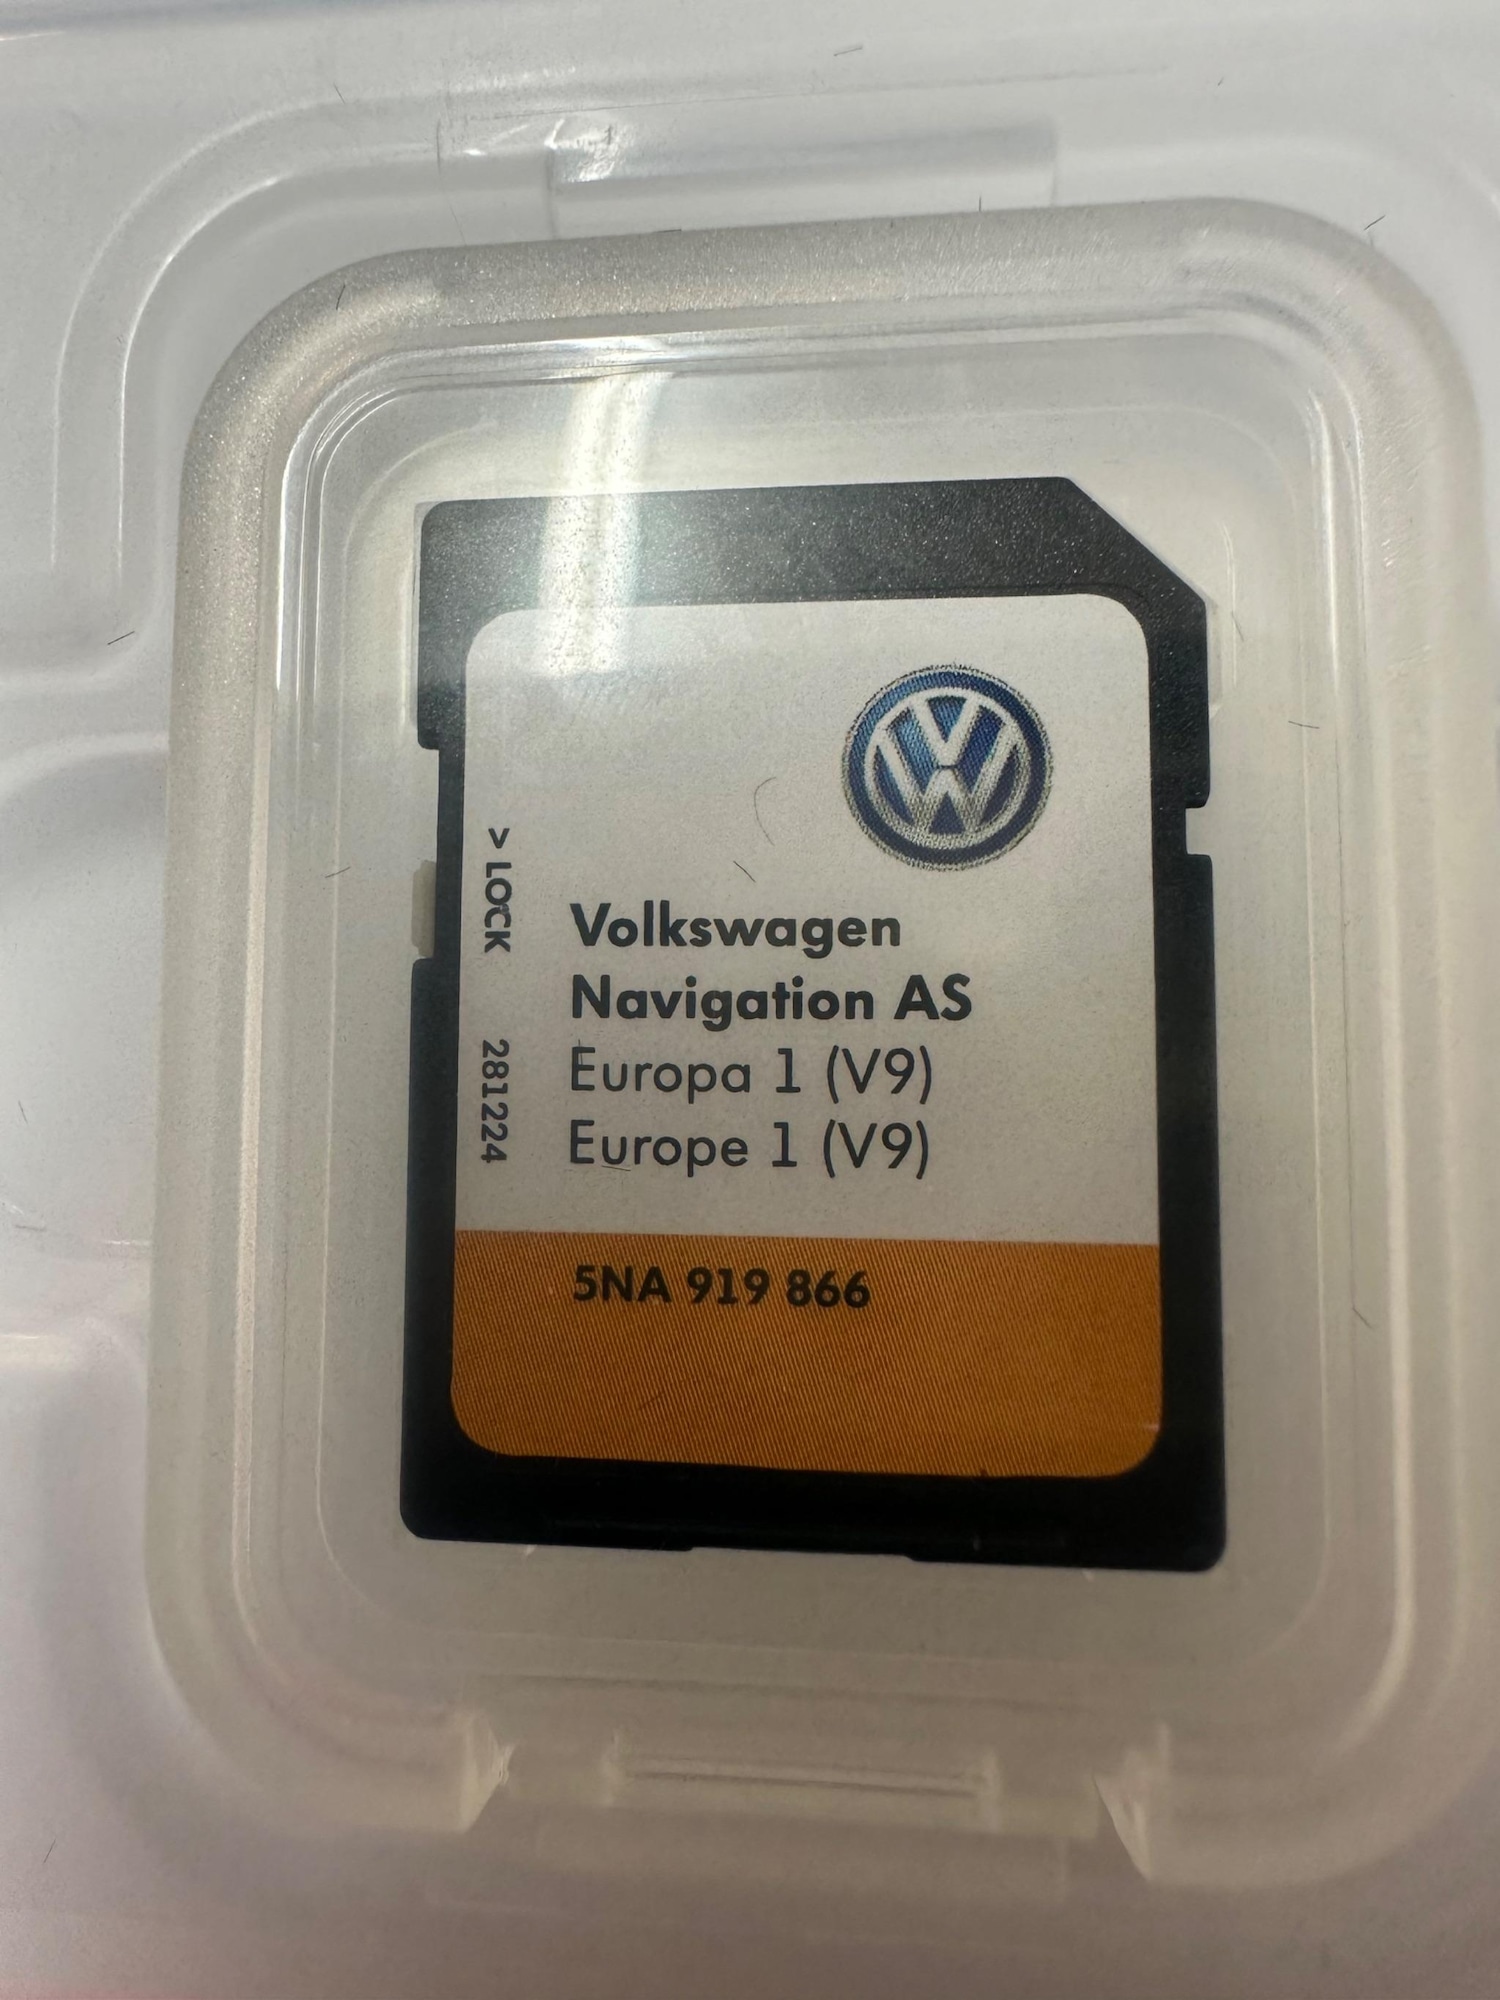 > LOCK
281224
Volkswagen
Navigation AS
Europa 1 (V9)
Europe 1 (V9)
5NA 919 866